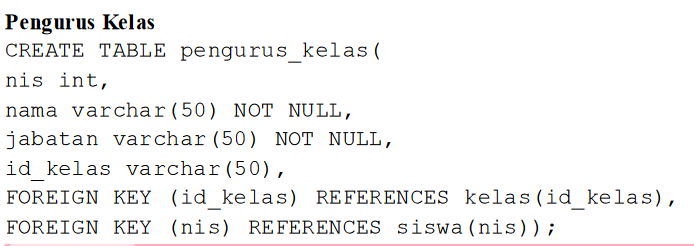 Pengurus Kelas
CREATE TABLE pengurus_kelas(
nis int,
nama varchar(50) NOT NULL,
jabatan varchar(50) NOT NULL,
id_kelas varchar(50),
FOREIGN KEY (id_kelas) REFERENCES kelas(id_kelas),
FOREIGN KEY (nis) REFERENCES siswa(nis));